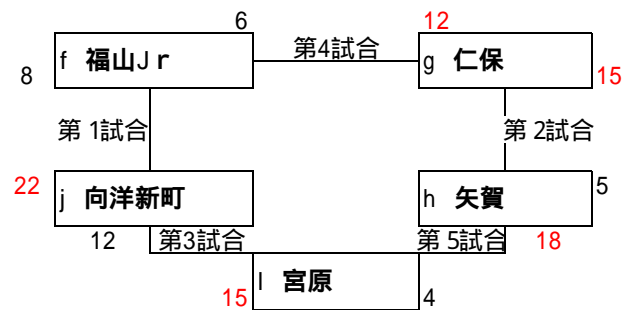 6 第4試合 12
8 f 福山Jr g 仁保 15
第 1試合 第 2試合
22 j 向洋新町 h 矢賀 5
12 第3試合 第 5試合 18
15 l 宮原 4